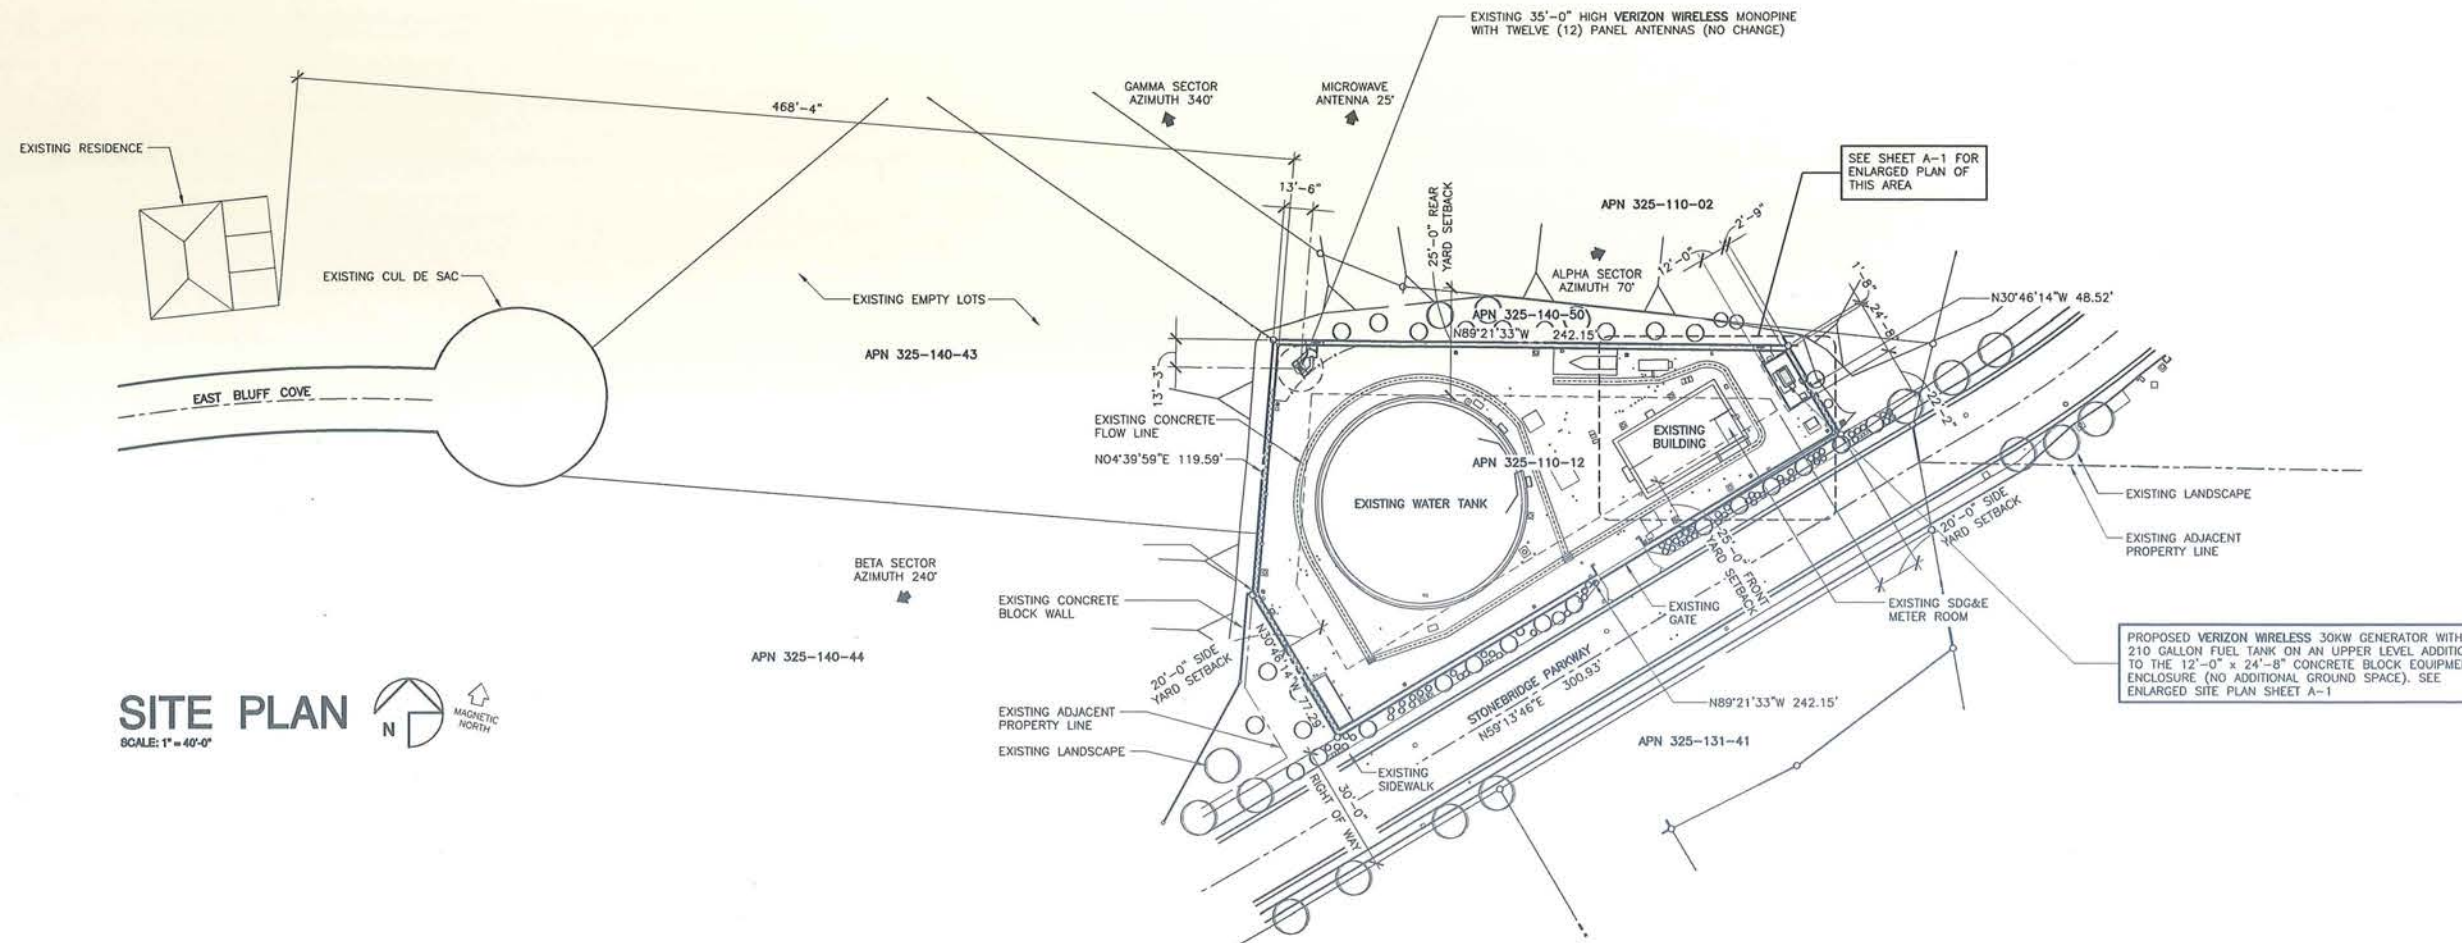 EXISTING 35'-0" HIGH VERIZON WIRELESS MONOPINE
WITH TWELVE (12) PANEL ANTENNAS (NO CHANGE)
GAMMA SECTOR
AZIMUTH 340°
MICROWAVE
ANTENNA 25°
468'-4"
EXISTING RESIDENCE
SEE SHEET A-1 FOR
ENLARGED PLAN OF
THIS AREA
13'-6"
25'-0" REAR
YARD SETBACK
APN 325-110-02
2'-9"
12'-0"
ALPHA SECTOR
AZIMUTH 70°
1'-8"
24'-8"
N30°46'14"W 48.52'
EXISTING CUL DE SAC
EXISTING EMPTY LOTS
APN 325-140-50
N89°21'33"W 242.15'
APN 325-140-43
13'-3"
EAST BLUFF COVE
22'-2"
EXISTING CONCRETE
FLOW LINE
N04°39'59"E 119.59'
EXISTING
BUILDING
APN 325-110-12
EXISTING WATER TANK
EXISTING LANDSCAPE
20'-0" SIDE
YARD SETBACK
EXISTING ADJACENT
PROPERTY LINE
25'-0" FRONT
YARD SETBACK
BETA SECTOR
AZIMUTH 240°
EXISTING CONCRETE
BLOCK WALL
EXISTING
GATE
EXISTING SDG&E
METER ROOM
PROPOSED VERIZON WIRELESS 30KW GENERATOR WITH
210 GALLON FUEL TANK ON AN UPPER LEVEL ADDITIO
TO THE 12'-0" x 24'-8" CONCRETE BLOCK EQUIPME
ENCLOSURE (NO ADDITIONAL GROUND SPACE). SEE
ENLARGED SITE PLAN SHEET A-1
APN 325-140-44
20'-0" SIDE
YARD SETBACK
N30°46'14"W 77.29'
STONEBRIDGE PARKWAY
N59°13'46"E 300.93'
N89°21'33"W 242.15'
APN 325-131-41
EXISTING ADJACENT
PROPERTY LINE
EXISTING LANDSCAPE
EXISTING
SIDEWALK
30'-0"
RIGHT OF WAY
SITE PLAN
SCALE: 1" = 40'-0"
N
MAGNETIC
NORTH